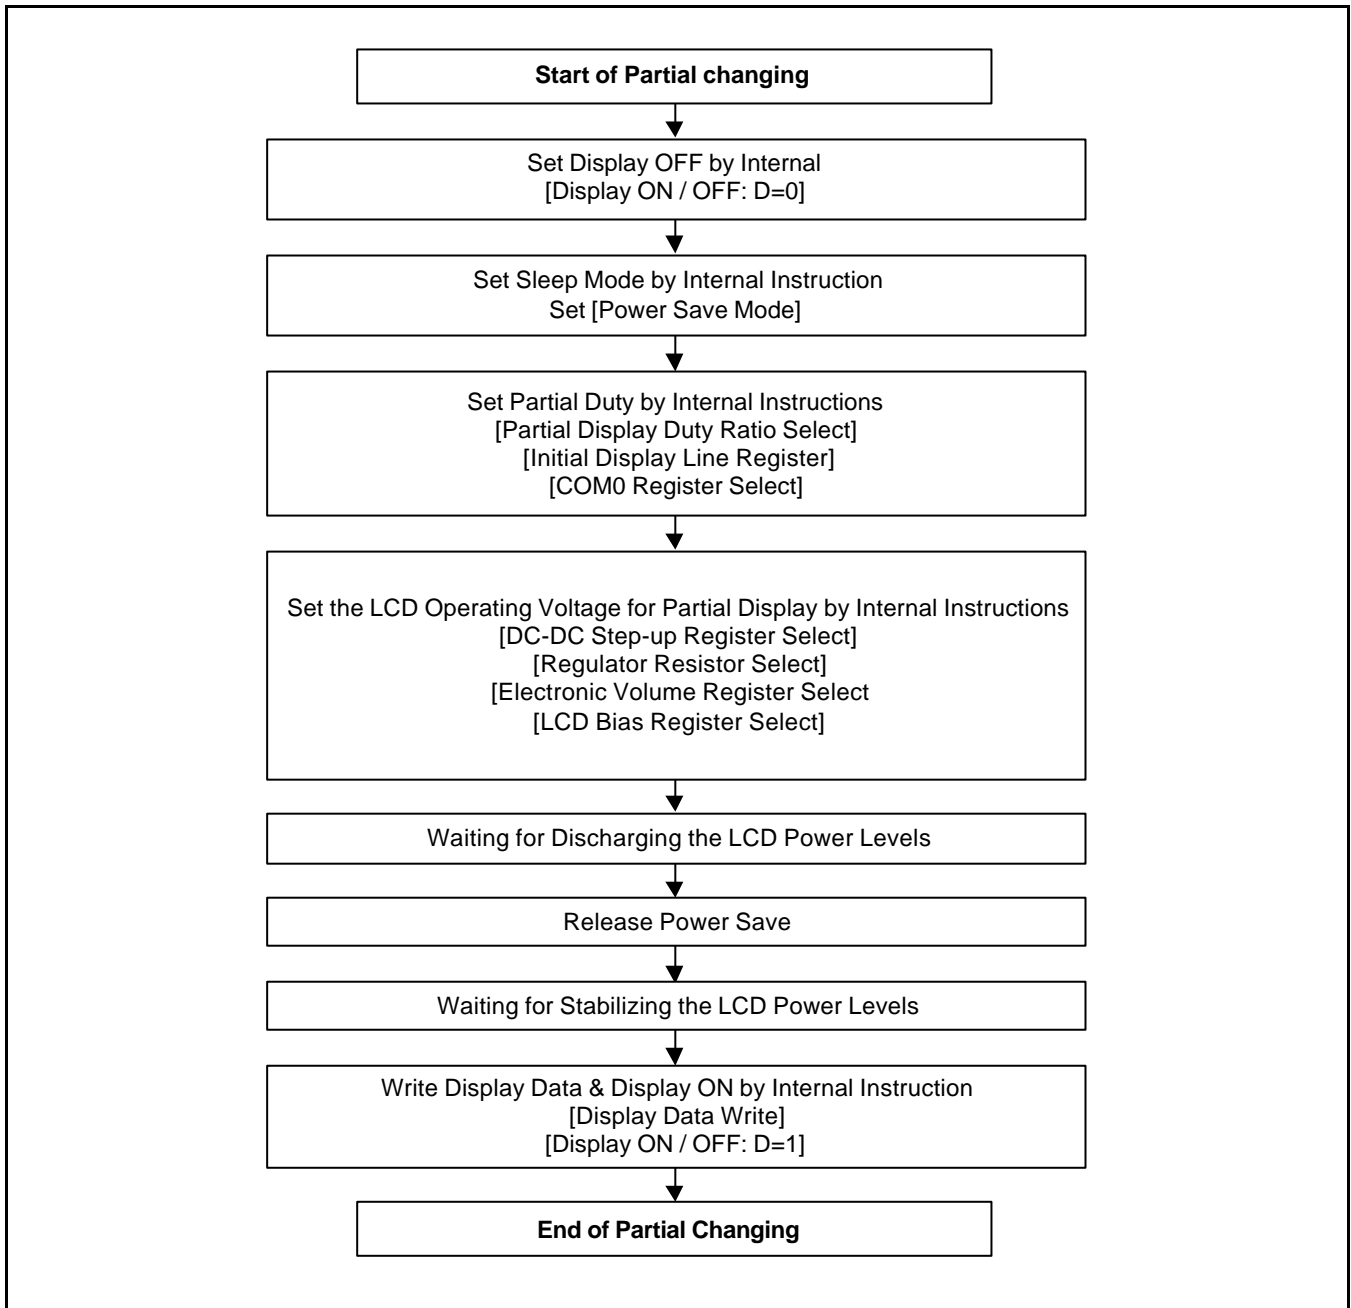 Start of Partial changing
Set Display OFF by Internal
[Display ON / OFF: D=0]
Set Sleep Mode by Internal Instruction
Set [Power Save Mode]
Set Partial Duty by Internal Instructions
[Partial Display Duty Ratio Select]
[Initial Display Line Register]
[COM0 Register Select]
Set the LCD Operating Voltage for Partial Display by Internal Instructions
[DC-DC Step-up Register Select]
[Regulator Resistor Select]
[Electronic Volume Register Select
[LCD Bias Register Select]
Waiting for Discharging the LCD Power Levels
Release Power Save
Waiting for Stabilizing the LCD Power Levels
Write Display Data & Display ON by Internal Instruction
[Display Data Write]
[Display ON / OFF: D=1]
End of Partial Changing